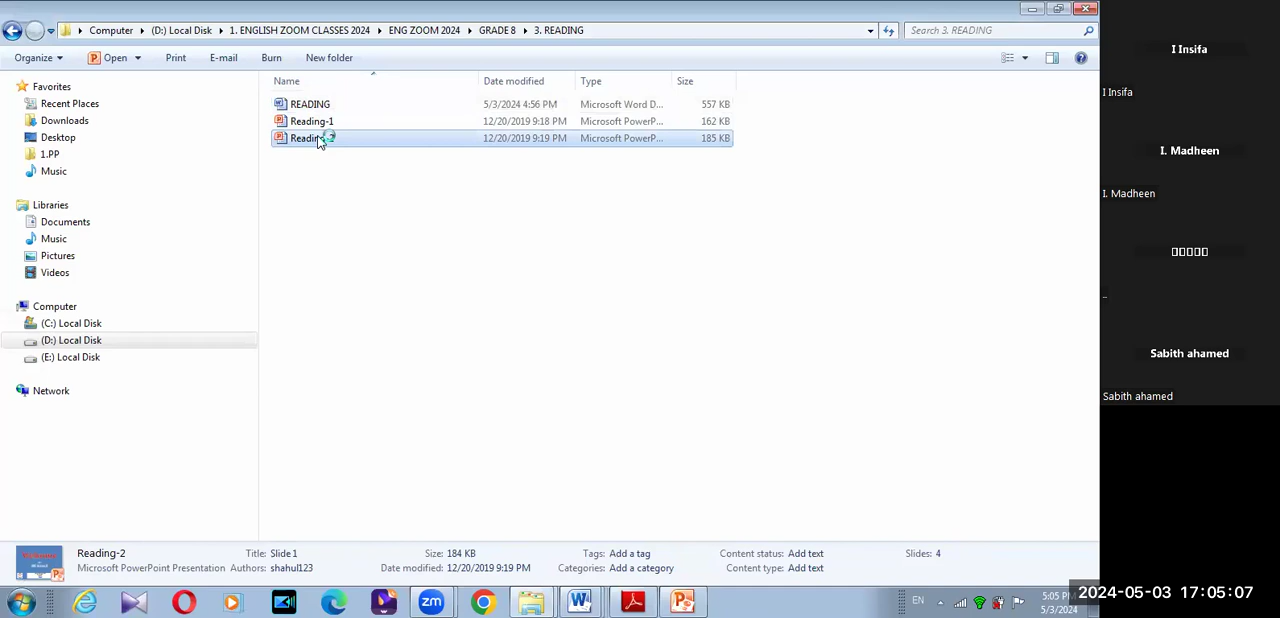 Computer
(D:) Local Disk
1. ENGLISH ZOOM CLASSES 2024
ENG ZOOM 2024
GRADE 8
3. READING
Search 3. READING
Organize
Open
Print
E-mail
Burn
New folder
Favorites
Recent Places
Downloads
Desktop
1.PP
Music
Libraries
Documents
Music
Pictures
Videos
Computer
(C:) Local Disk
(D:) Local Disk
(E:) Local Disk
Network
Name
Date modified
Type
Size
READING
5/3/2024 4:56 PM
Microsoft Word D...
557 KB
Reading-1
12/20/2019 9:18 PM
Microsoft PowerP...
162 KB
12/20/2019 9:19 PM
Microsoft PowerP...
185 KB
Reading-2
Title: Slide 1
Size: 184 KB
Tags: Add a tag
Content status: Add text
Slides: 4
Microsoft PowerPoint Presentation
Authors: shahul123
Date modified: 12/20/2019 9:19 PM
Categories: Add a category
Content type: Add text
zm
EN
5:05 PM
5/3/2024
I Insifa
I Insifa
I. Madheen
I. Madheen
Sabith ahamed
Sabith ahamed
2024-05-03 17:05:07